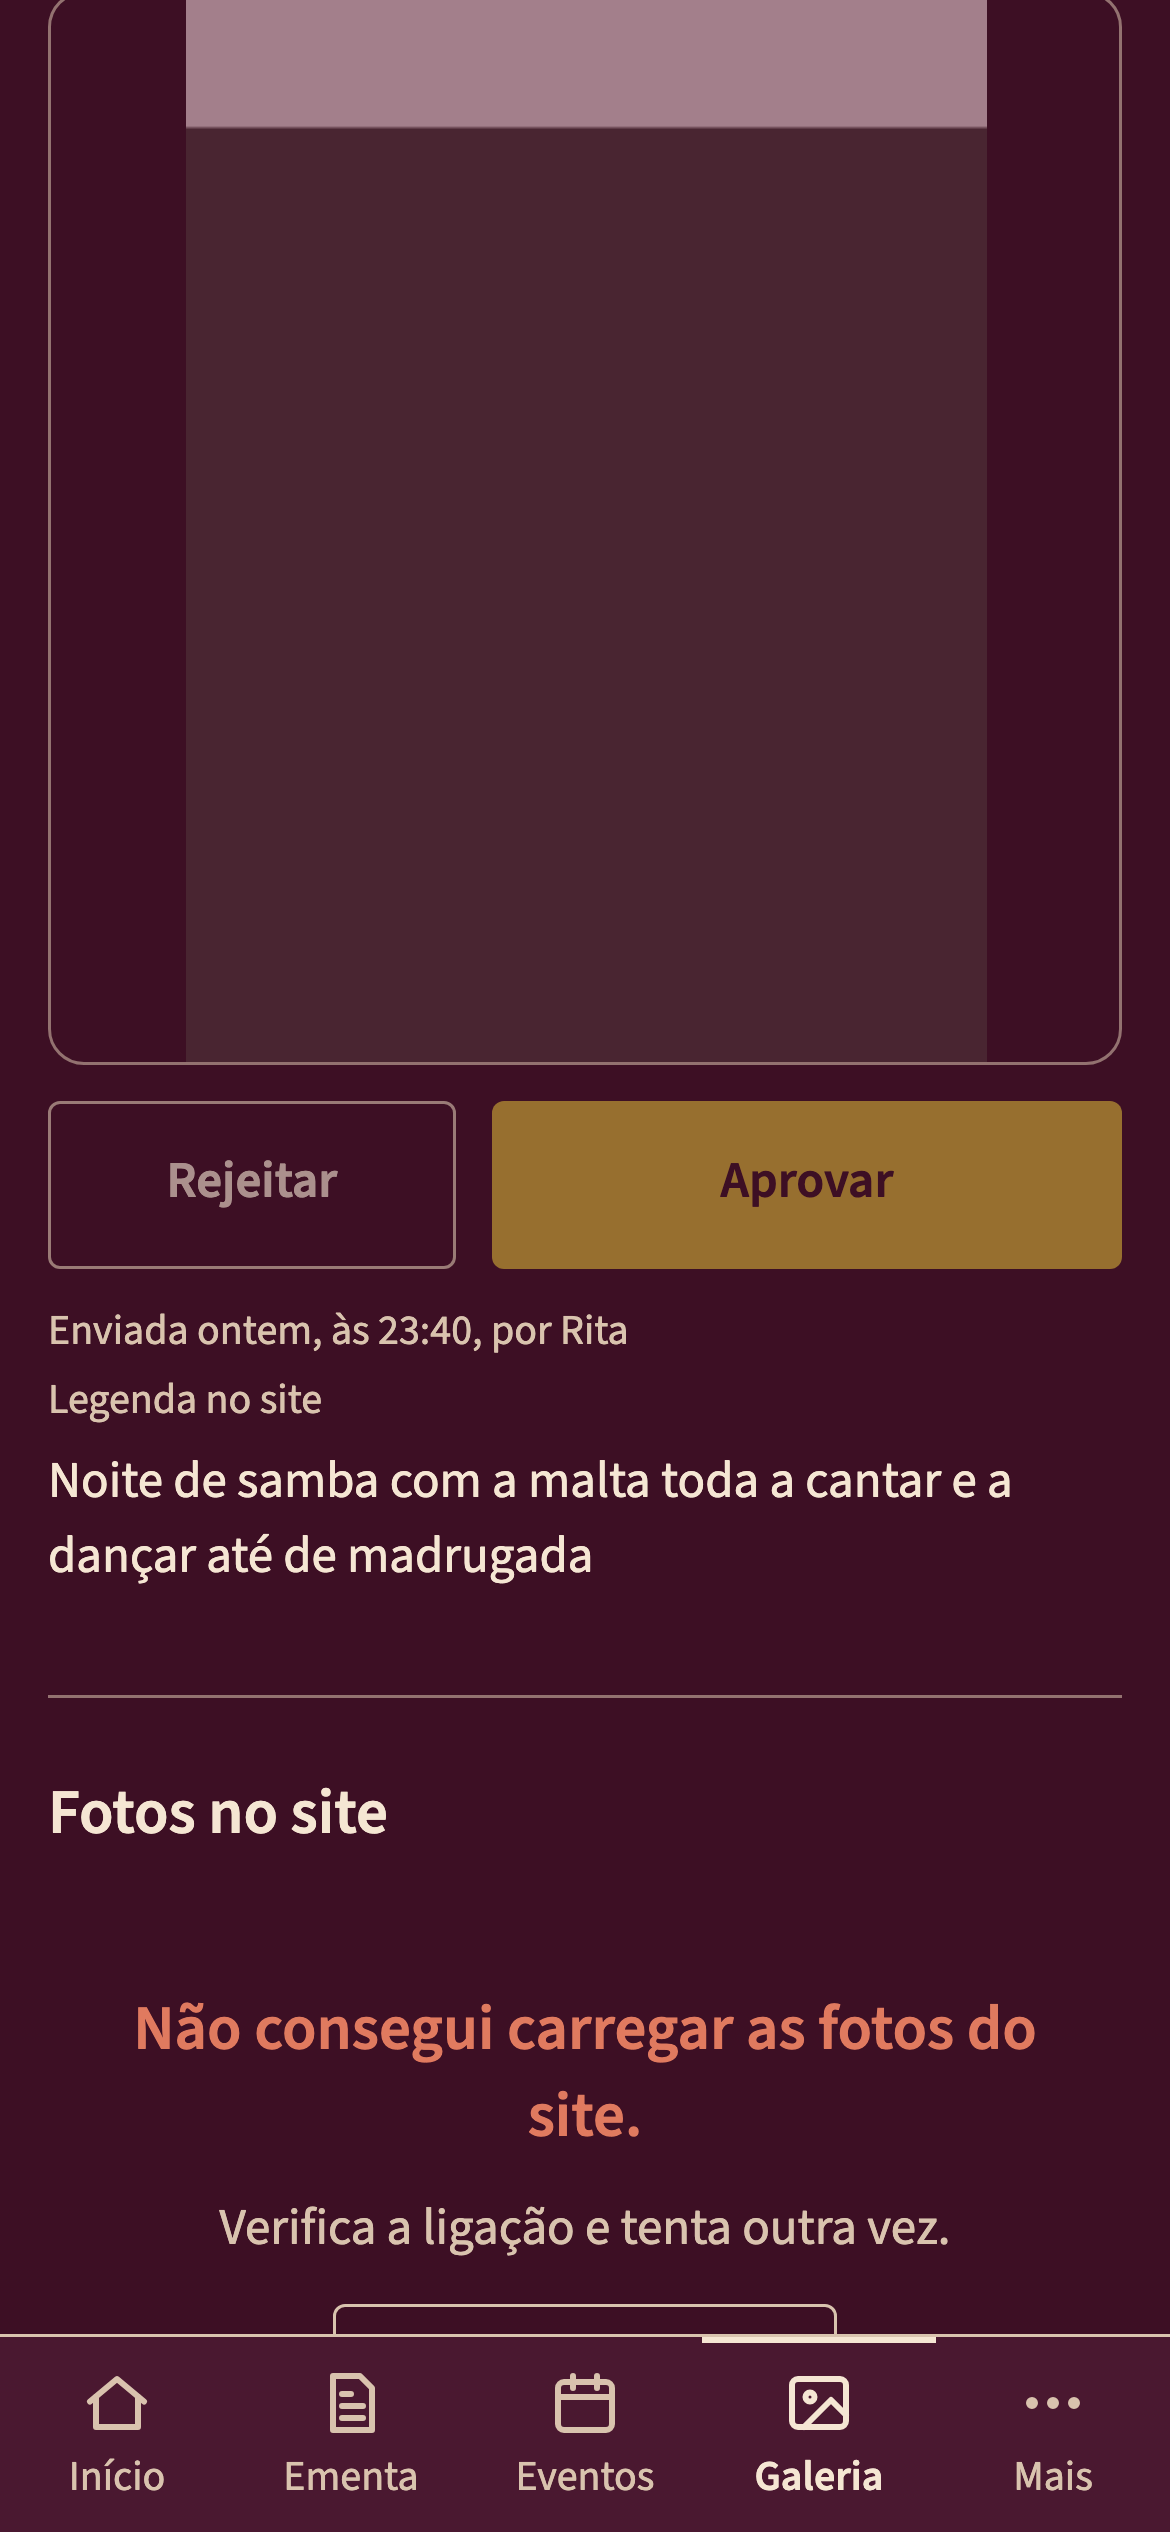 Rejeitar
Aprovar
Enviada ontem, às 23:40, por Rita
Legenda no site
Noite de samba com a malta toda a cantar e a
dançar até de madrugada
Fotos no site
Não consegui carregar as fotos do
site.
Verifica a ligação e tenta outra vez.
Início
Ementa
Eventos
Galeria
Mais